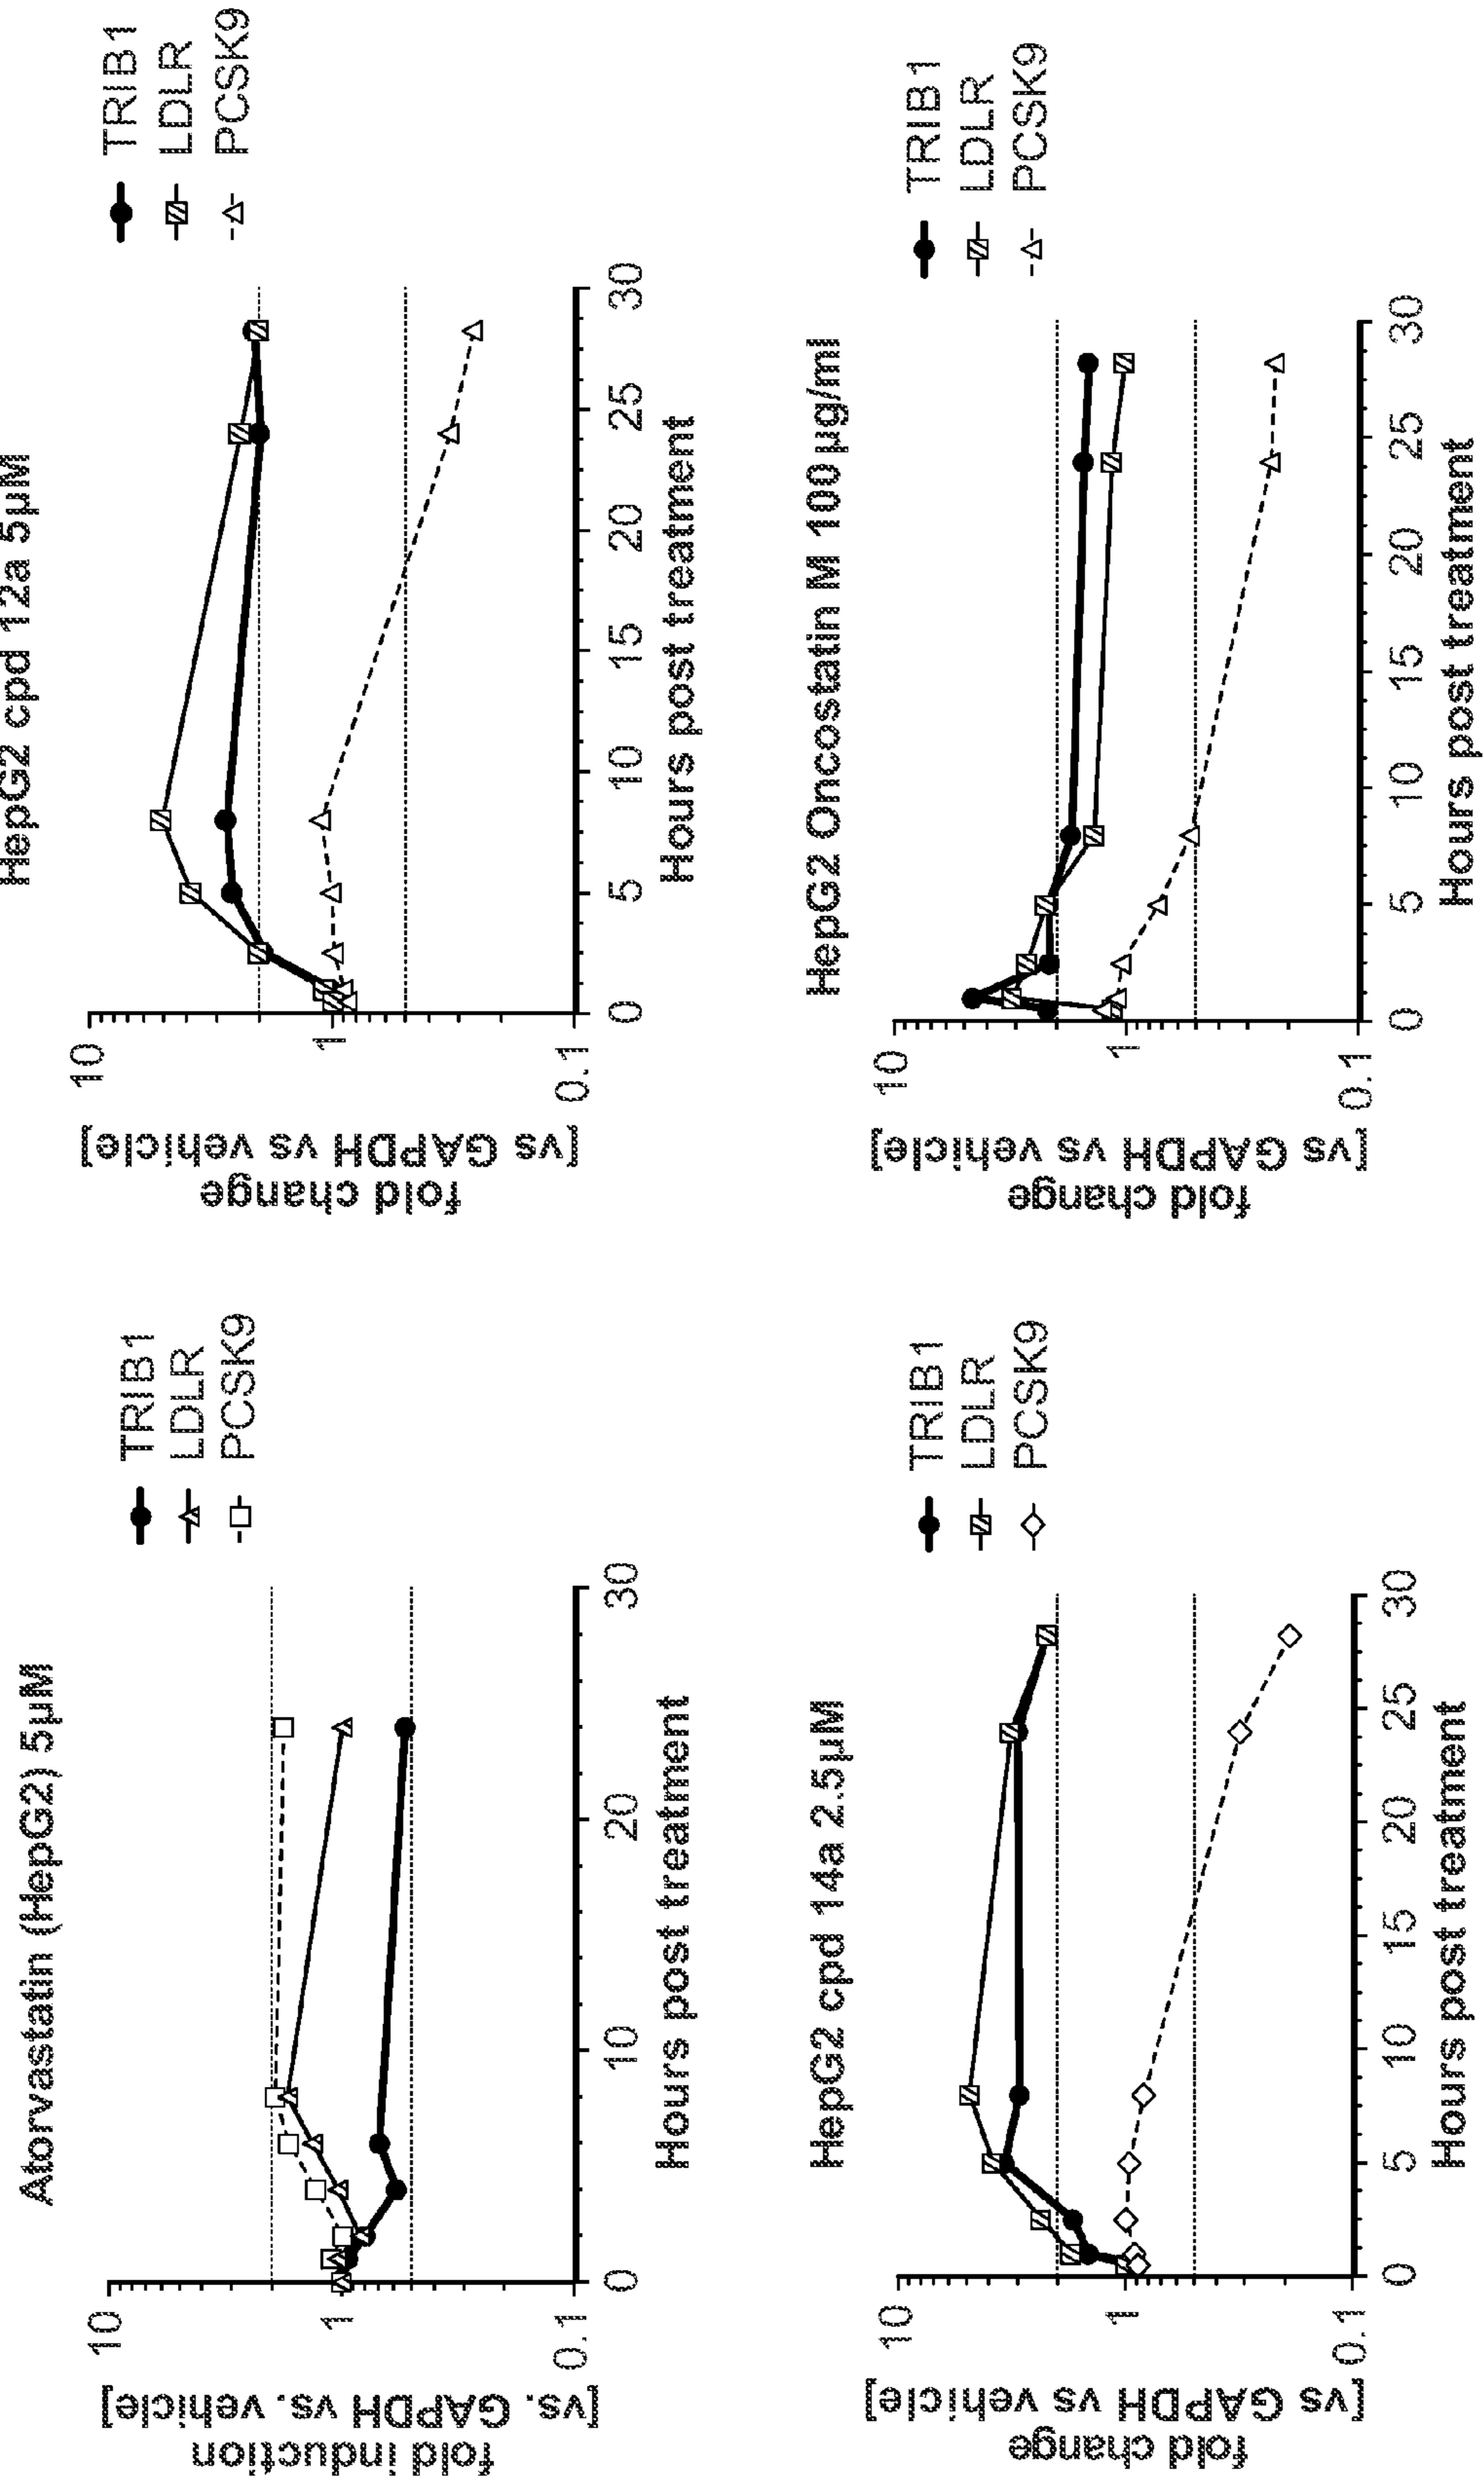 Atorvastatin (HepG2) 5µM
fold induction
[vs. GAPDH vs. vehicle]
10
1
0.1
0
10
20
30
Hours post treatment
TRIB1
LDLR
PCSK9
HepG2 cpd 12a 5µM
fold change
[vs GAPDH vs vehicle]
10
1
0.1
0
5
10
15
20
25
30
Hours post treatment
TRIB1
LDLR
PCSK9
HepG2 cpd 14a 2.5µM
fold change
[vs GAPDH vs vehicle]
10
1
0.1
0
5
10
15
20
25
30
Hours post treatment
TRIB1
LDLR
PCSK9
HepG2 Oncostatin M 100 µg/ml
fold change
[vs GAPDH vs vehicle]
10
1
0.1
0
5
10
15
20
25
30
Hours post treatment
TRIB1
LDLR
PCSK9